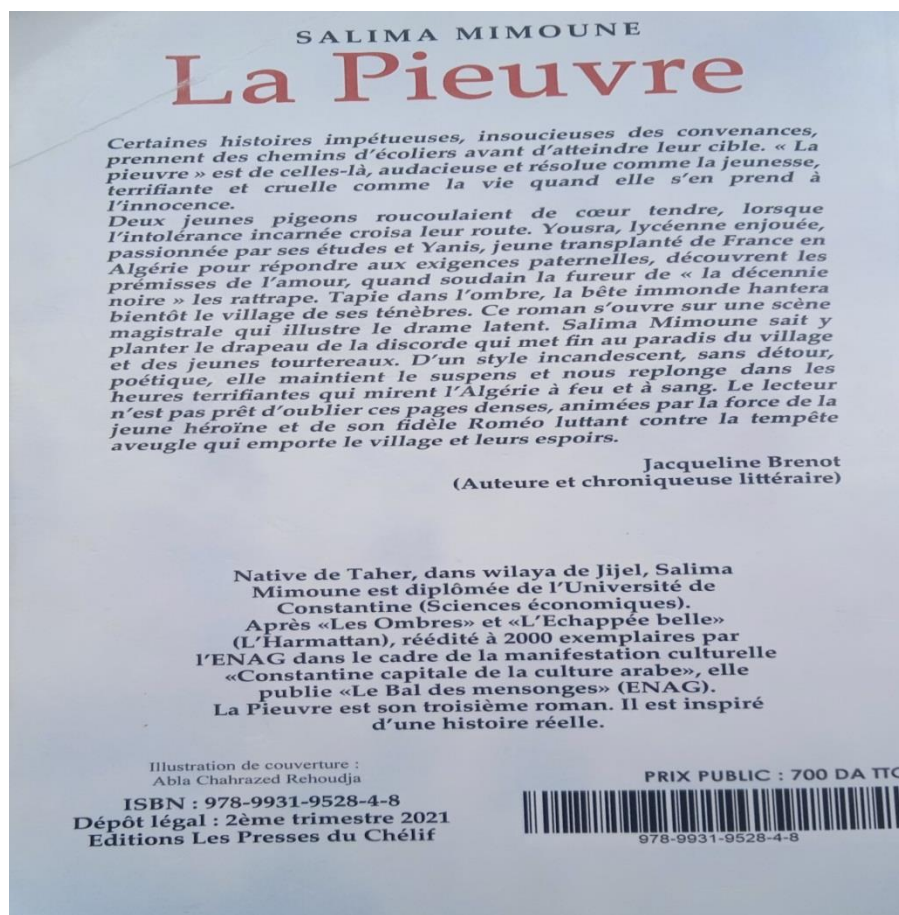 SALIMA MIMOUNE
La Pieuvre
Certaines histoires impétueuses, insoucieuses des convenances,
prennent des chemins d'écoliers avant d'atteindre leur cible. « La
pieuvre » est de celles-là, audacieuse et résolue comme la jeunesse,
terrifiante et cruelle comme la vie quand elle s'en prend à
l'innocence.
Deux jeunes pigeons roucoulaient de cœur tendre, lorsque
l'intolérance incarnée croisa leur route. Yousra, lycéenne enjouée,
passionnée par ses études et Yanis, jeune transplanté de France en
Algérie pour répondre aux exigences paternelles, découvrent les
prémisses de l'amour, quand soudain la fureur de « la décennie
noire » les rattrape. Tapie dans l'ombre, la bête immonde hantera
bientôt le village de ses ténèbres. Ce roman s'ouvre sur une scène
magistrale qui illustre le drame latent. Salima Mimoune sait y
planter le drapeau de la discorde qui met fin au paradis du village
et des jeunes tourtereaux. D'un style incandescent, sans détour,
poétique, elle maintient le suspens et nous replonge dans les
heures terrifiantes qui mirent l'Algérie à feu et à sang. Le lecteur
n'est pas prêt d'oublier ces pages denses, animées par la force de la
jeune héroïne et de son fidèle Roméo luttant contre la tempête
aveugle qui emporte le village et leurs espoirs.
Jacqueline Brenot
(Auteure et chroniqueuse littéraire)
Native de Taher, dans wilaya de Jijel, Salima
Mimoune est diplômée de l'Université de
Constantine (Sciences économiques).
Après «Les Ombres» et «L'Echappée belle»
(L'Harmattan), réédité à 2000 exemplaires par
l'ENAG dans le cadre de la manifestation culturelle
«Constantine capitale de la culture arabe», elle
publie «Le Bal des mensonges» (ENAG).
La Pieuvre est son troisième roman. Il est inspiré
d'une histoire réelle.
Illustration de couverture :
Abla Chahrazed Rehoudja
ISBN : 978-9931-9528-4-8
Dépôt légal : 2ème trimestre 2021
Editions Les Presses du Chélif
PRIX PUBLIC : 700 DA TTC
978-9931-9528-4-8